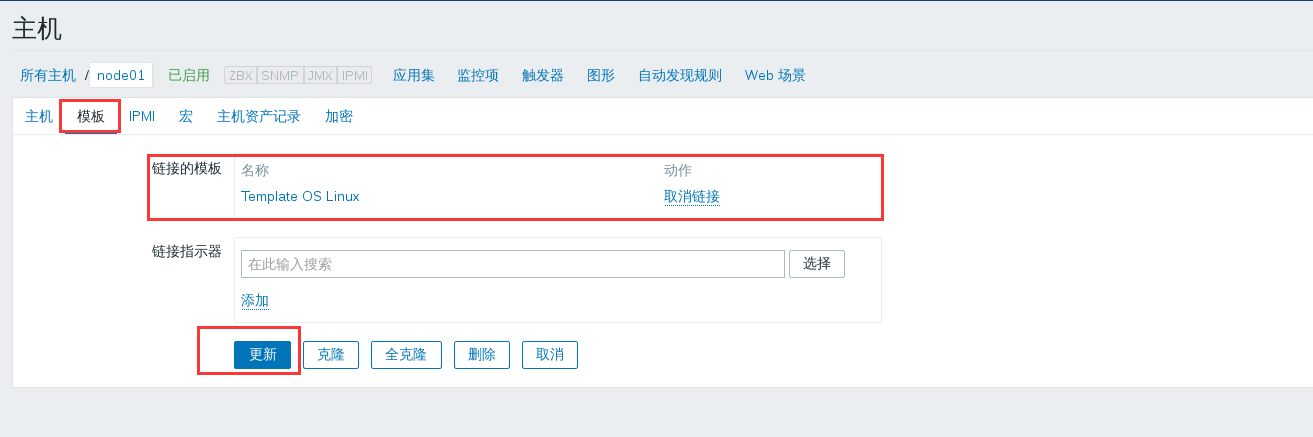 主机
所有主机 / node01 已启用 ZBX SNMP JMX IPMI 应用集 监控项 触发器 图形 自动发现规则 Web 场景
主机 模板 IPMI 宏 主机资产记录 加密
链接的模板 名称 动作
Template OS Linux 取消链接
链接指示器
在此输入搜索 选择
添加
更新 克隆 全克隆 删除 取消